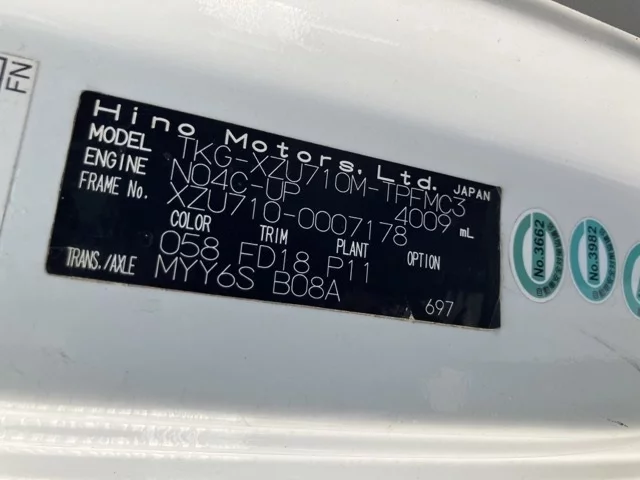 FN
Hino Motors, Ltd. JAPAN
MODEL TKG-XZU710M-TPFMC3
ENGINE N04C-UP 4009 mL
FRAME No. XZU710-0007178
COLOR TRIM PLANT OPTION
058 FD18 P11
TRANS./AXLE MYY6S B08A 697
No.3662
No.3982